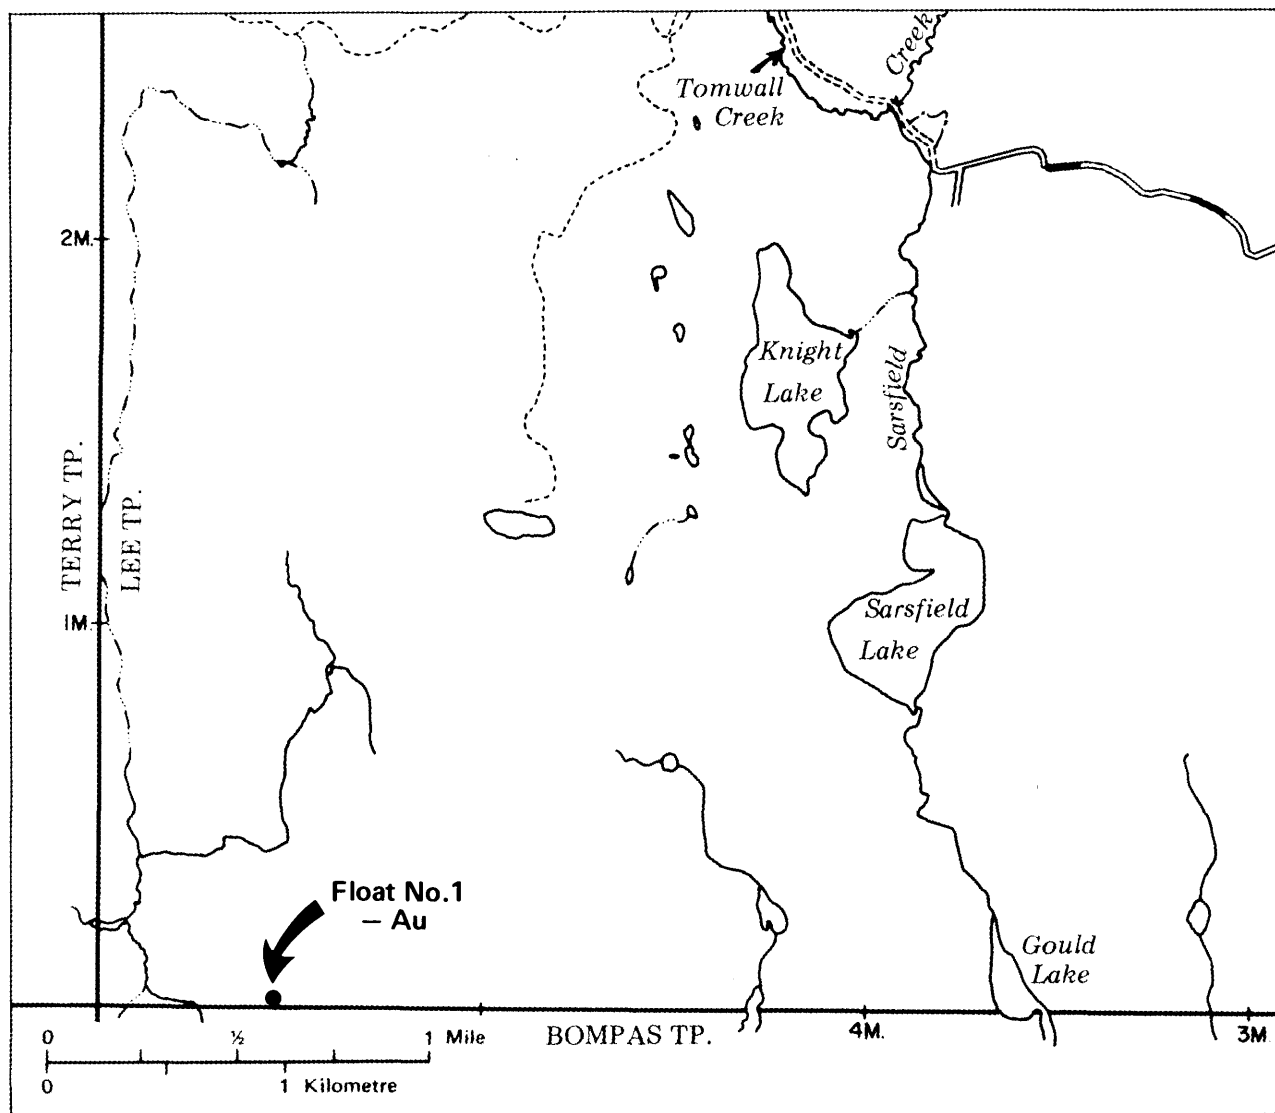 Creek
Tomwall
Creek
2M.
Knight
Lake
Sarsfield
TERRY TP.
LEE TP.
1M.
Sarsfield
Lake
Float No.1
– Au
Gould
Lake
0 ½ 1 Mile
BOMPAS TP.
4M.
3M.
0 1 Kilometre